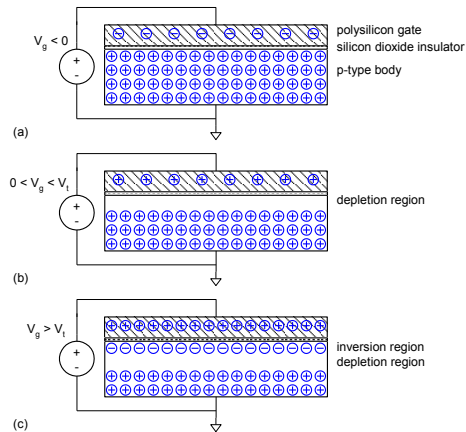 polysilicon gate
silicon dioxide insulator
p-type body
V_g < 0
+
-
(a)
0 < V_g < V_t
depletion region
+
-
(b)
V_g > V_t
inversion region
depletion region
+
-
(c)